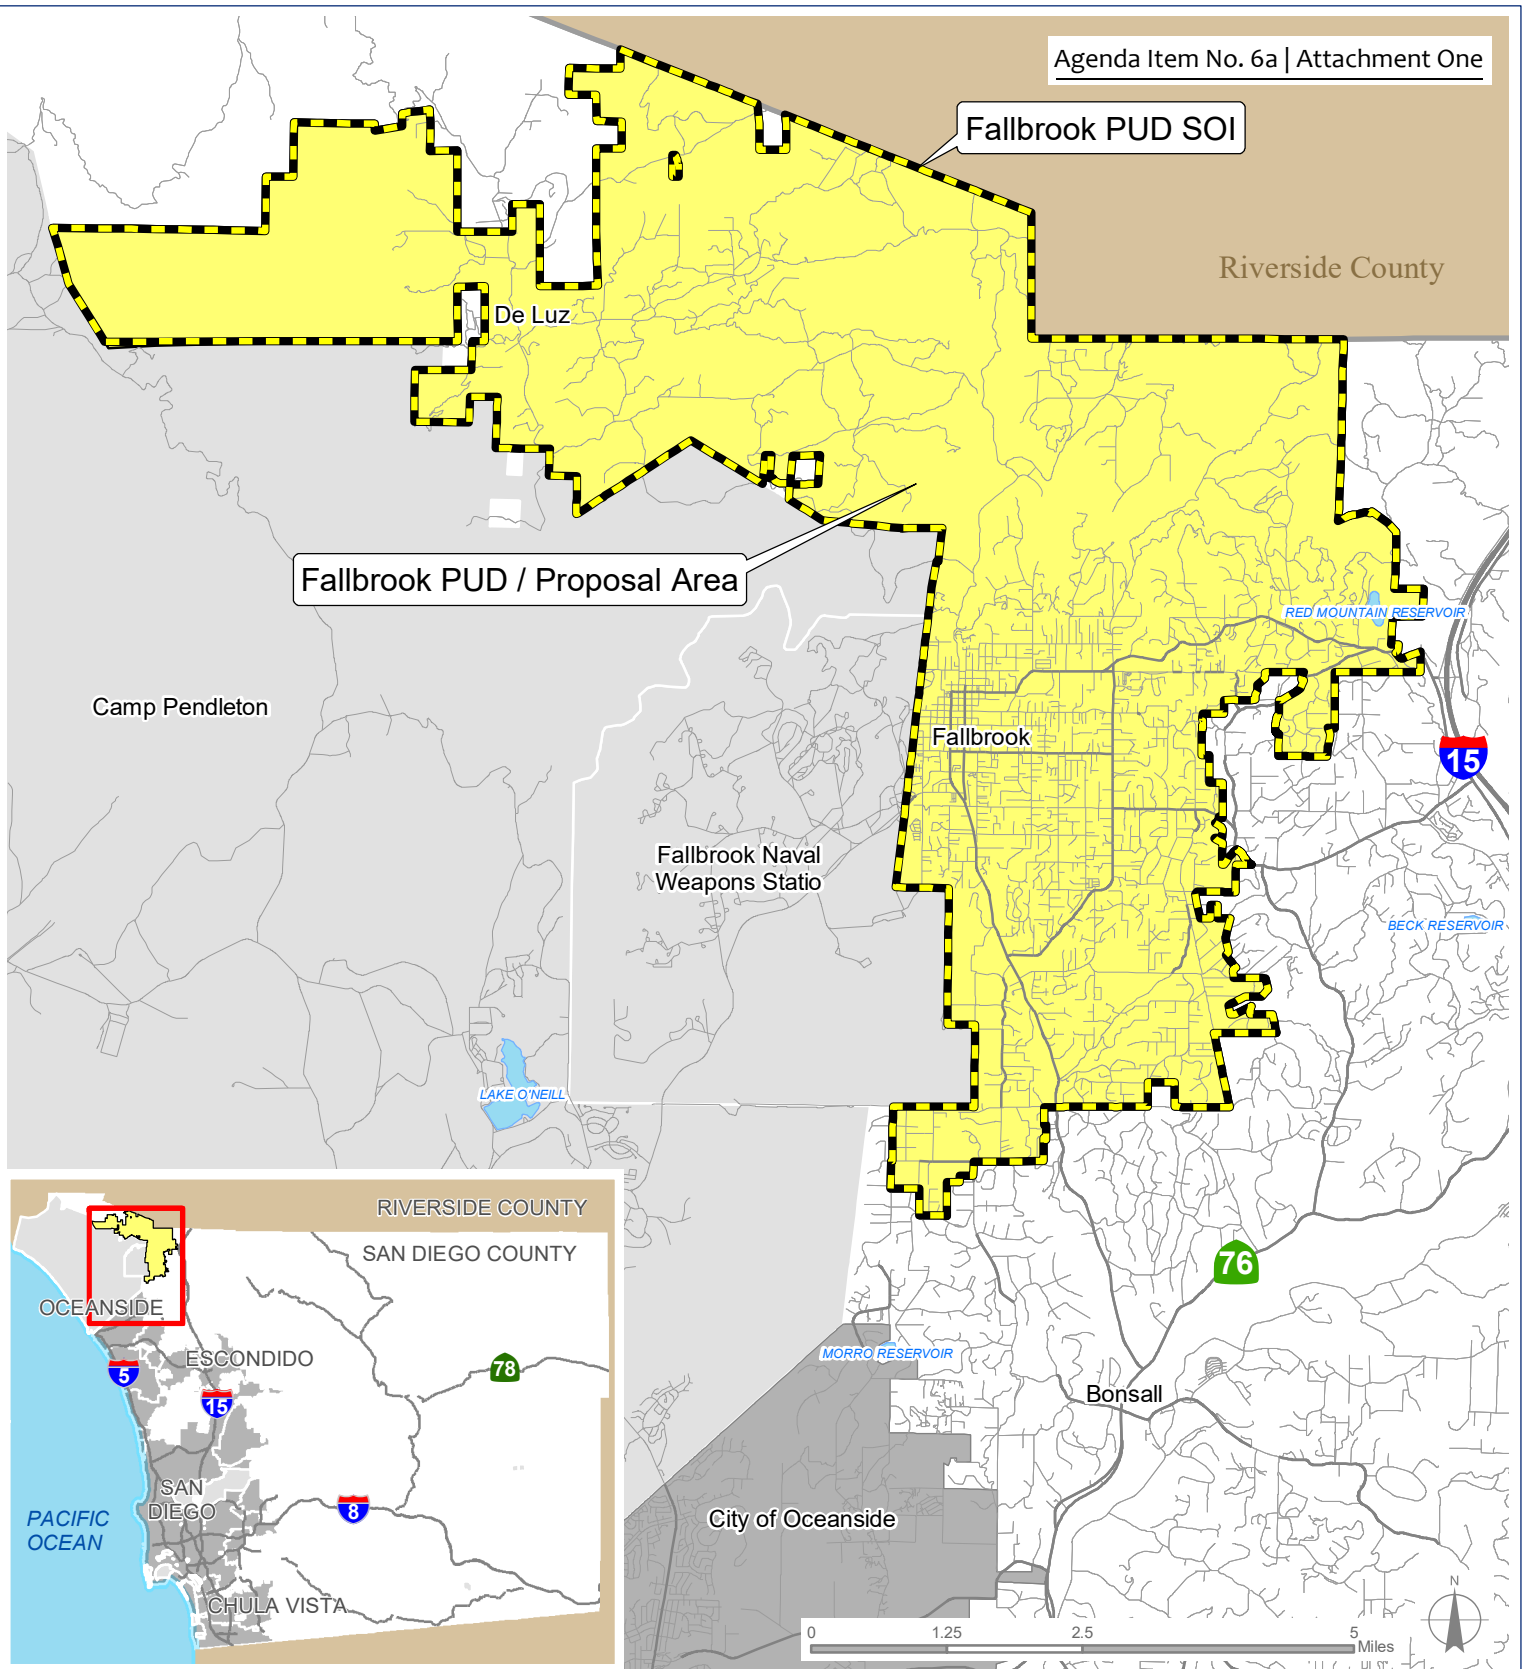 Agenda Item No. 6a | Attachment One
Fallbrook PUD SOI
Riverside County
De Luz
Fallbrook PUD / Proposal Area
RED MOUNTAIN RESERVOIR
Camp Pendleton
Fallbrook
15
Fallbrook Naval
Weapons Statio
BECK RESERVOIR
LAKE O'NEILL
RIVERSIDE COUNTY
SAN DIEGO COUNTY
76
OCEANSIDE
MORRO RESERVOIR
ESCONDIDO
5
78
15
Bonsall
SAN
DIEGO
8
PACIFIC
OCEAN
City of Oceanside
CHULA VISTA
N
0 1.25 2.5 5
Miles